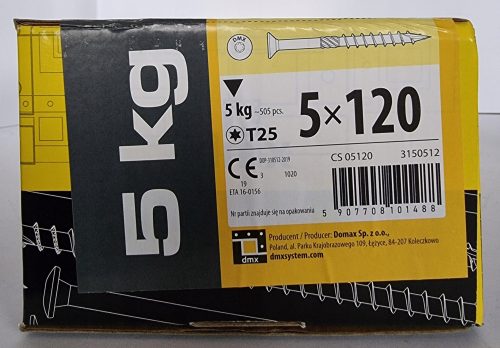 5 kg
DMX
5 kg ~505 pcs.
T25
5×120
CE
DOP-310512-2019
3 1020
19
ETA 16-0156
CS 05120 3150512
Nr partii znajduje się na opakowaniu
5 907708 101488
dmx
Producent / Producer: Domax Sp. z o.o.,
Poland, al. Parku Krajobrazowego 109, Łężyce, 84-207 Koleczkowo
dmxsystem.com